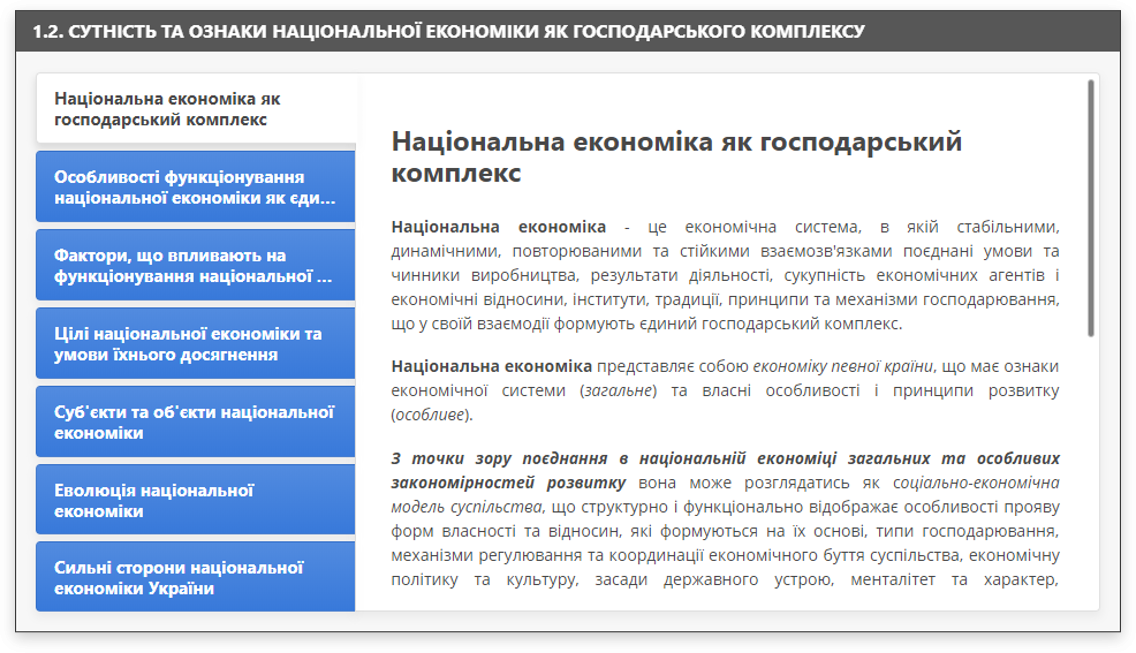 1.2. СУТНІСТЬ ТА ОЗНАКИ НАЦІОНАЛЬНОЇ ЕКОНОМІКИ ЯК ГОСПОДАРСЬКОГО КОМПЛЕКСУ
Національна економіка як
господарський комплекс
Особливості функціонування
національної економіки як єди...
Фактори, що впливають на
функціонування національної ...
Цілі національної економіки та
умови їхнього досягнення
Суб'єкти та об'єкти національної
економіки
Еволюція національної
економіки
Сильні сторони національної
економіки України
Національна економіка як господарський
комплекс
Національна економіка - це економічна система, в якій стабільними,
динамічними, повторюваними та стійкими взаємозв'язками поєднані умови та
чинники виробництва, результати діяльності, сукупність економічних агентів і
економічні відносини, інститути, традиції, принципи та механізми господарювання,
що у своїй взаємодії формують єдиний господарський комплекс.
Національна економіка представляє собою економіку певної країни, що має ознаки
економічної системи (загальне) та власні особливості і принципи розвитку
(особливе).
З точки зору поєднання в національній економіці загальних та особливих
закономірностей розвитку вона може розглядатись як соціально-економічна
модель суспільства, що структурно і функціонально відображає особливості прояву
форм власності та відносин, які формуються на їх основі, типи господарювання,
механізми регулювання та координації економічного буття суспільства, економічну
політику та культуру, засади державного устрою, менталітет та характер,